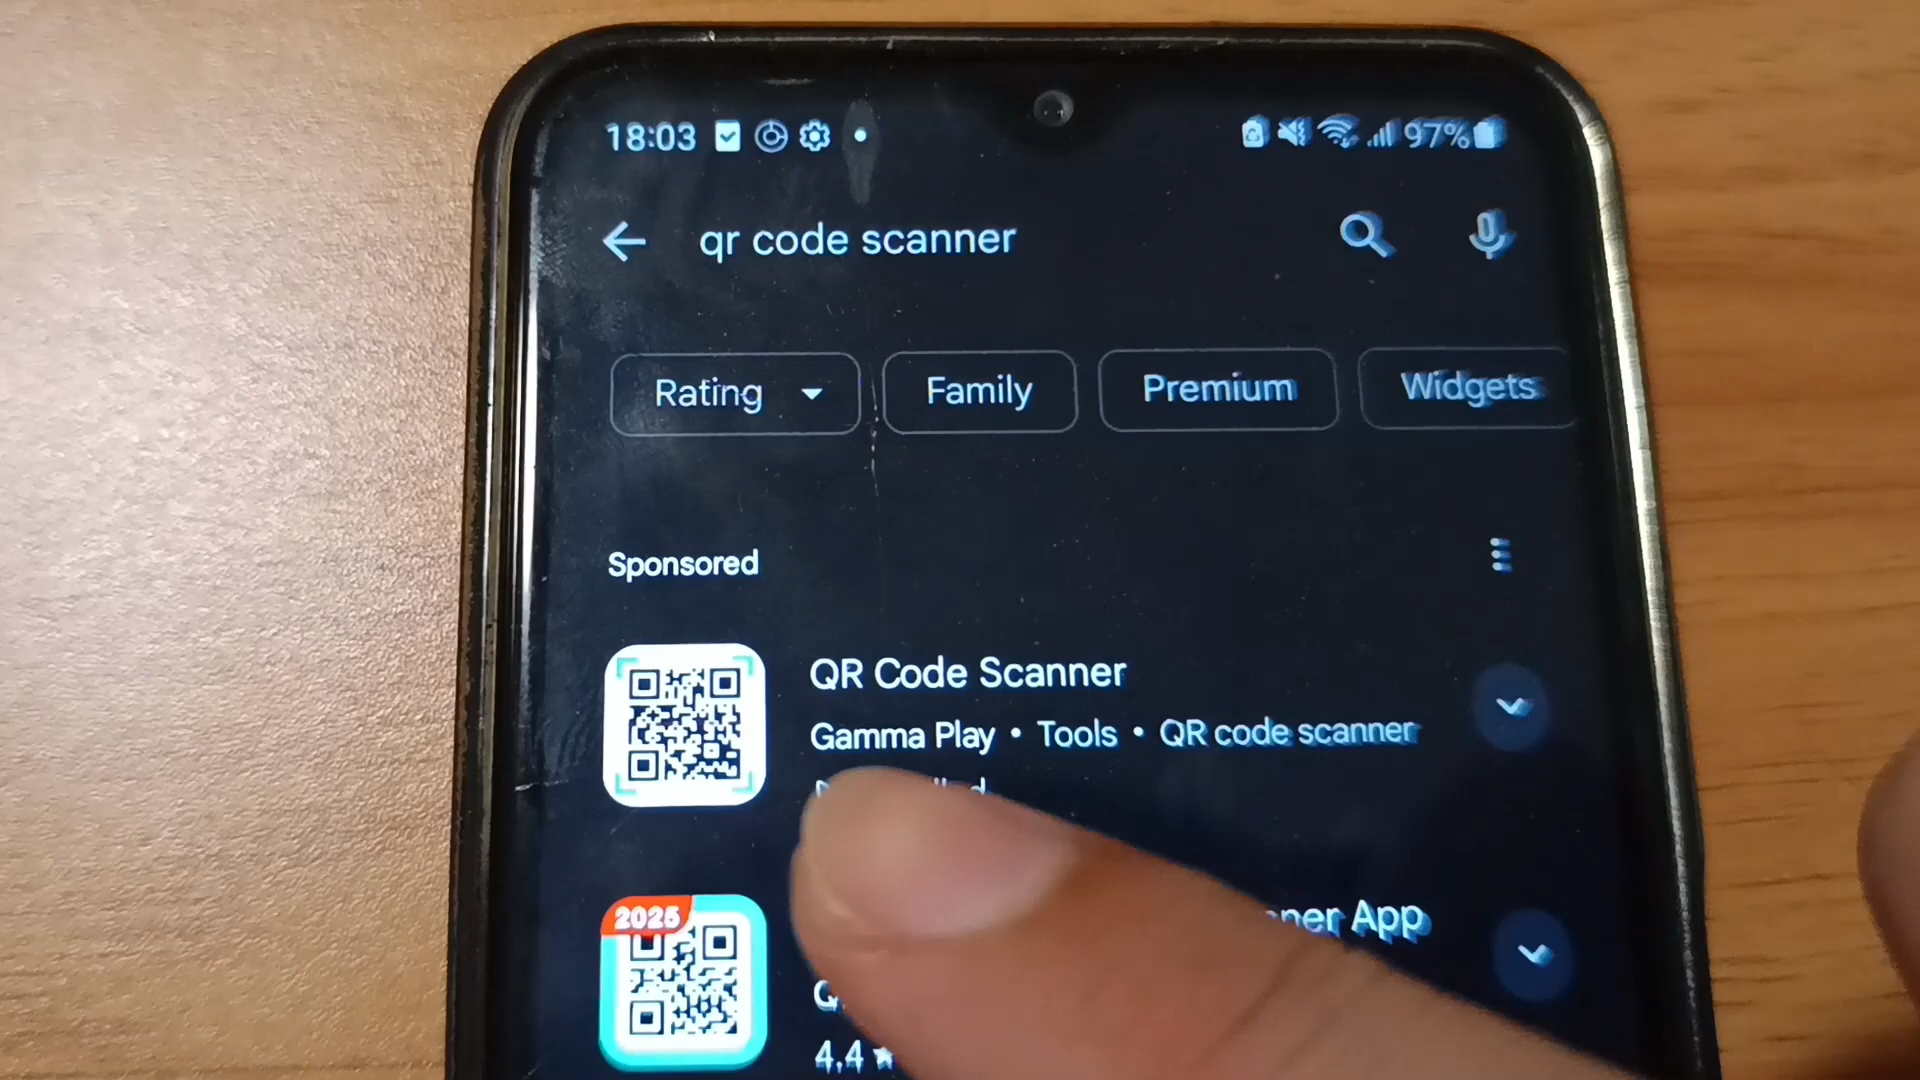 18:03 97%
qr code scanner
Rating Family Premium Widgets
Sponsored
QR Code Scanner
Gamma Play • Tools • QR code scanner
2025
App
4.4 ★